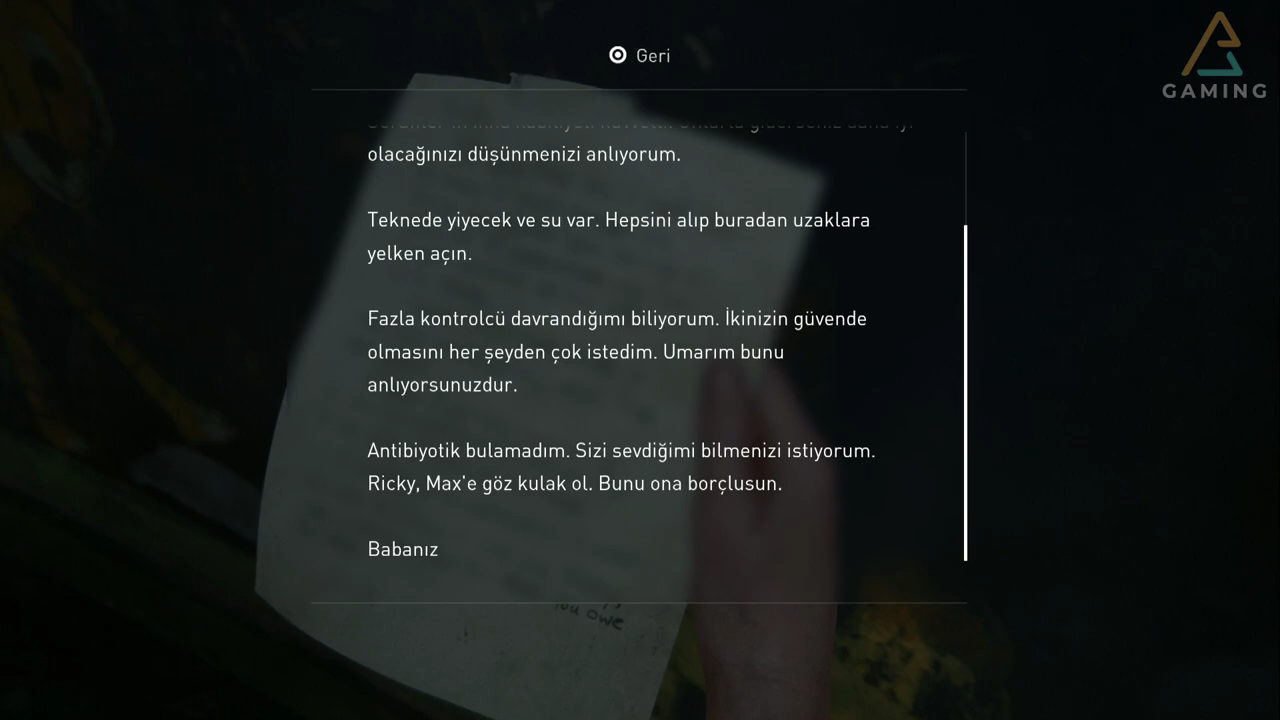 Geri
GAMING
olacağınızı düşünmenizi anlıyorum.
Teknede yiyecek ve su var. Hepsini alıp buradan uzaklara
yelken açın.
Fazla kontrolcü davrandığımı biliyorum. İkinizin güvende
olmasını her şeyden çok istedim. Umarım bunu
anlıyorsunuzdur.
Antibiyotik bulamadım. Sizi sevdiğimi bilmenizi istiyorum.
Ricky, Max'e göz kulak ol. Bunu ona borçlusun.
Babanız
you owe